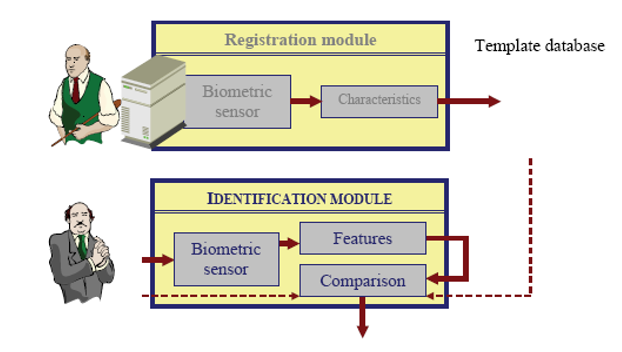 Registration module
Template database
Biometric
sensor
Characteristics
IDENTIFICATION MODULE
Biometric
sensor
Features
Comparison